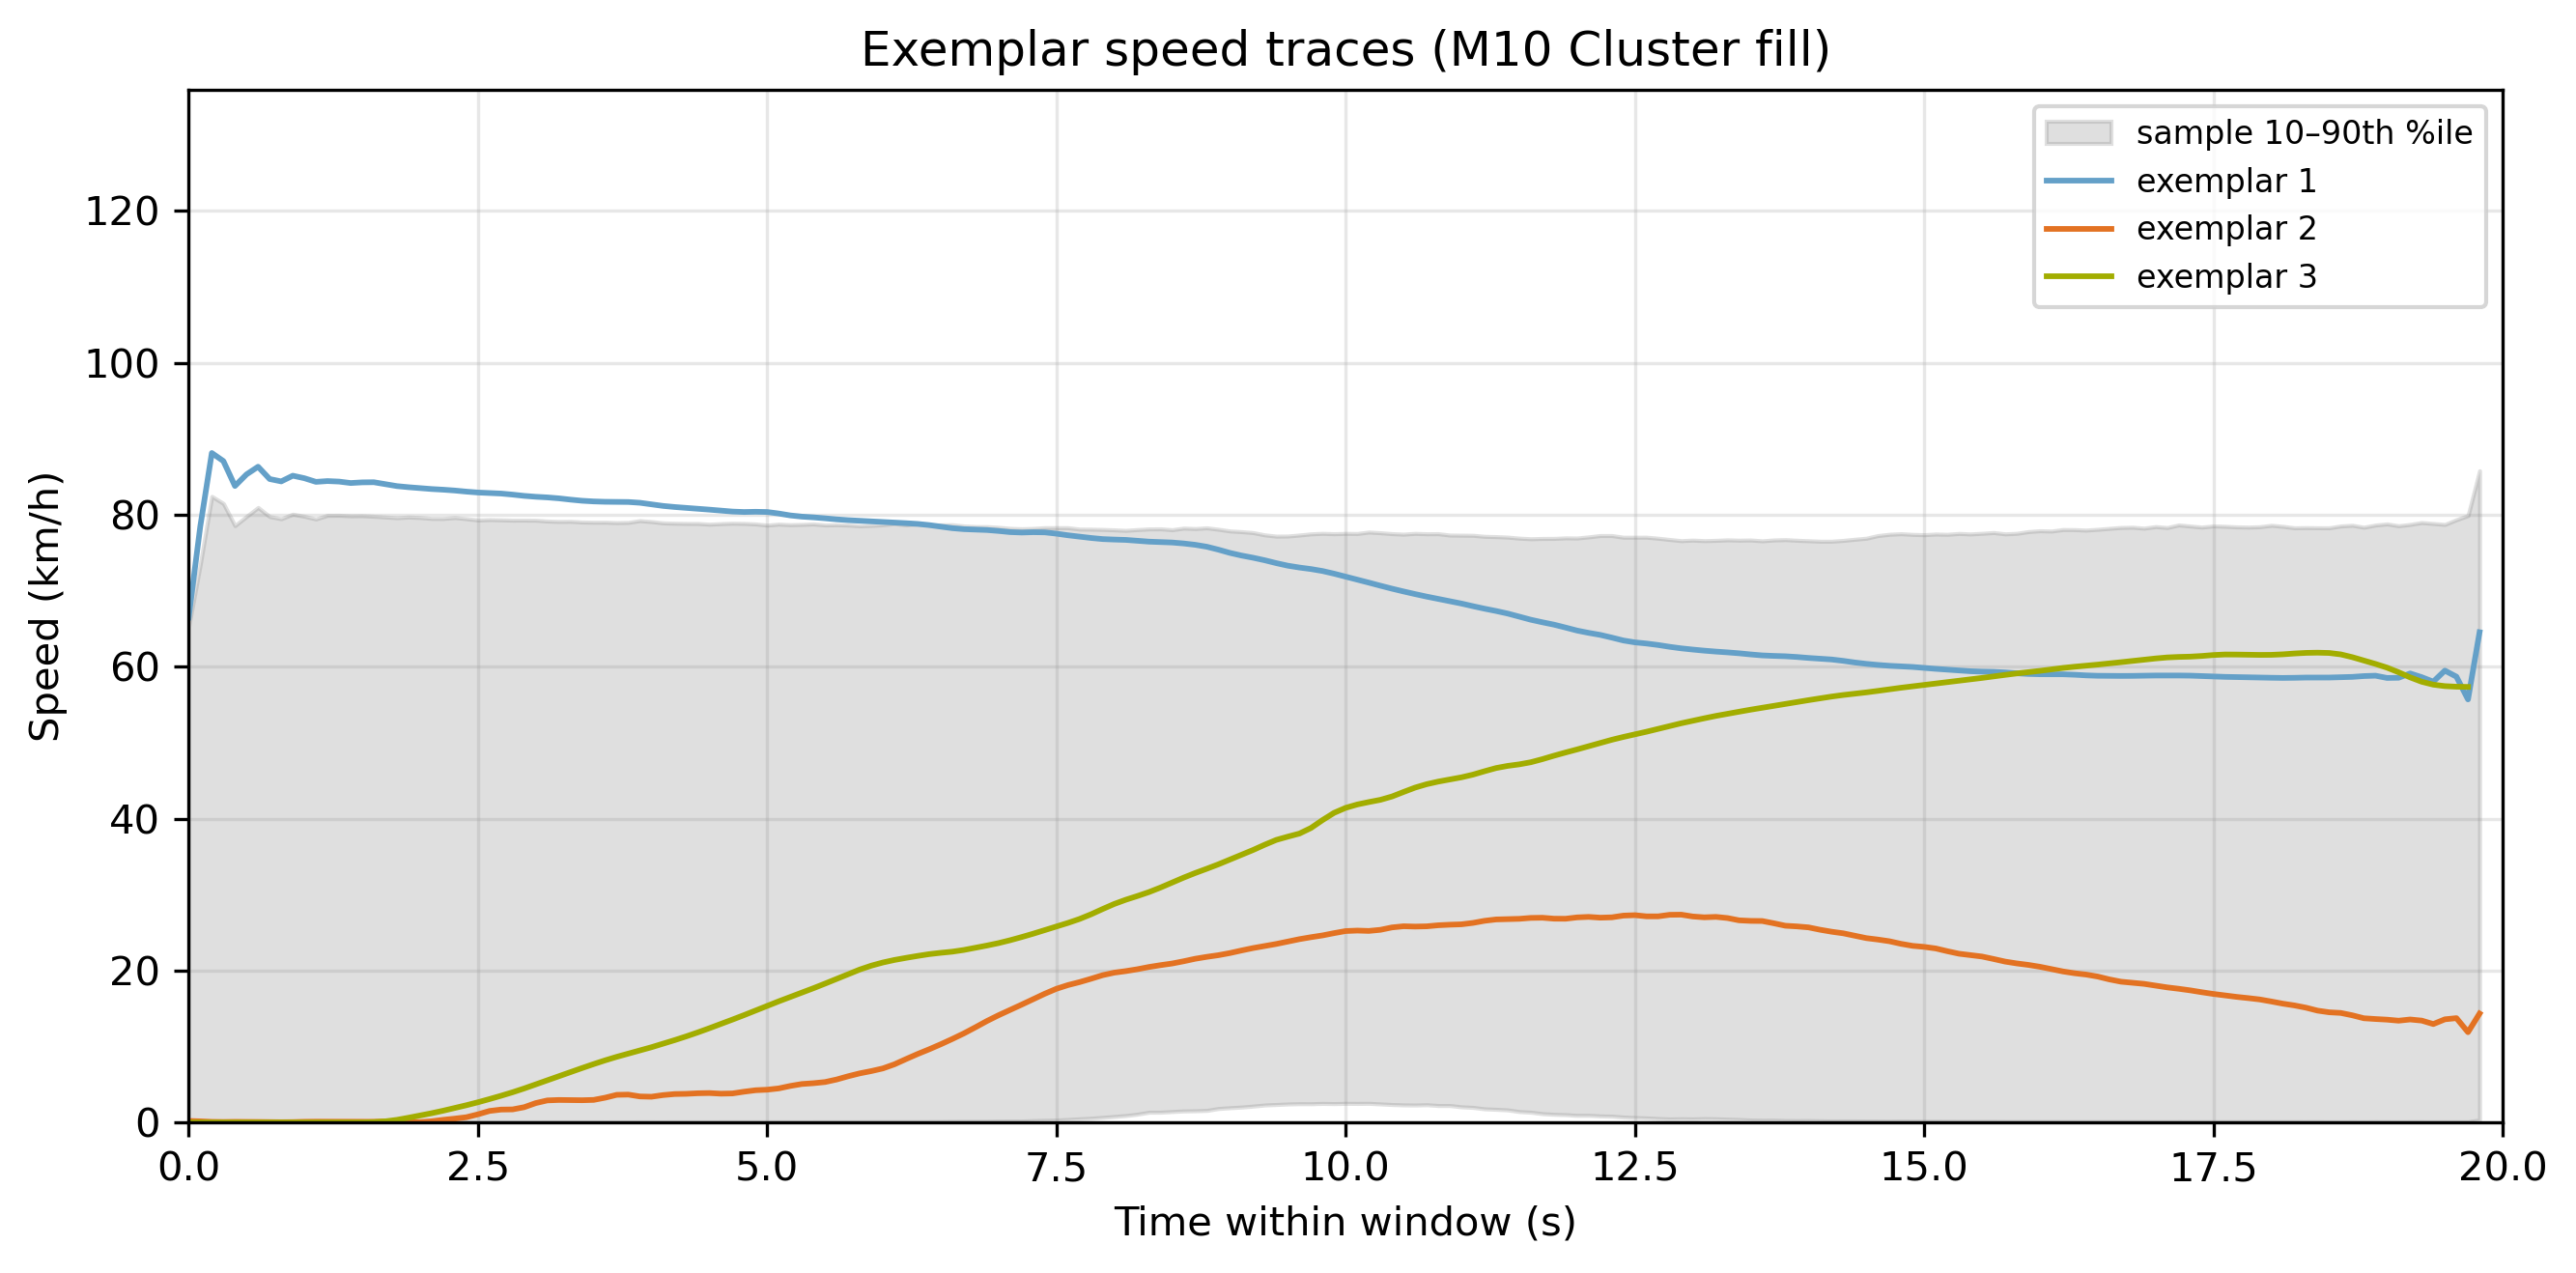 Exemplar speed traces (M10 Cluster fill)
sample 10–90th %ile
exemplar 1
exemplar 2
exemplar 3
Speed (km/h)
120
100
80
60
40
20
0
0.0 2.5 5.0 7.5 10.0 12.5 15.0 17.5 20.0
Time within window (s)